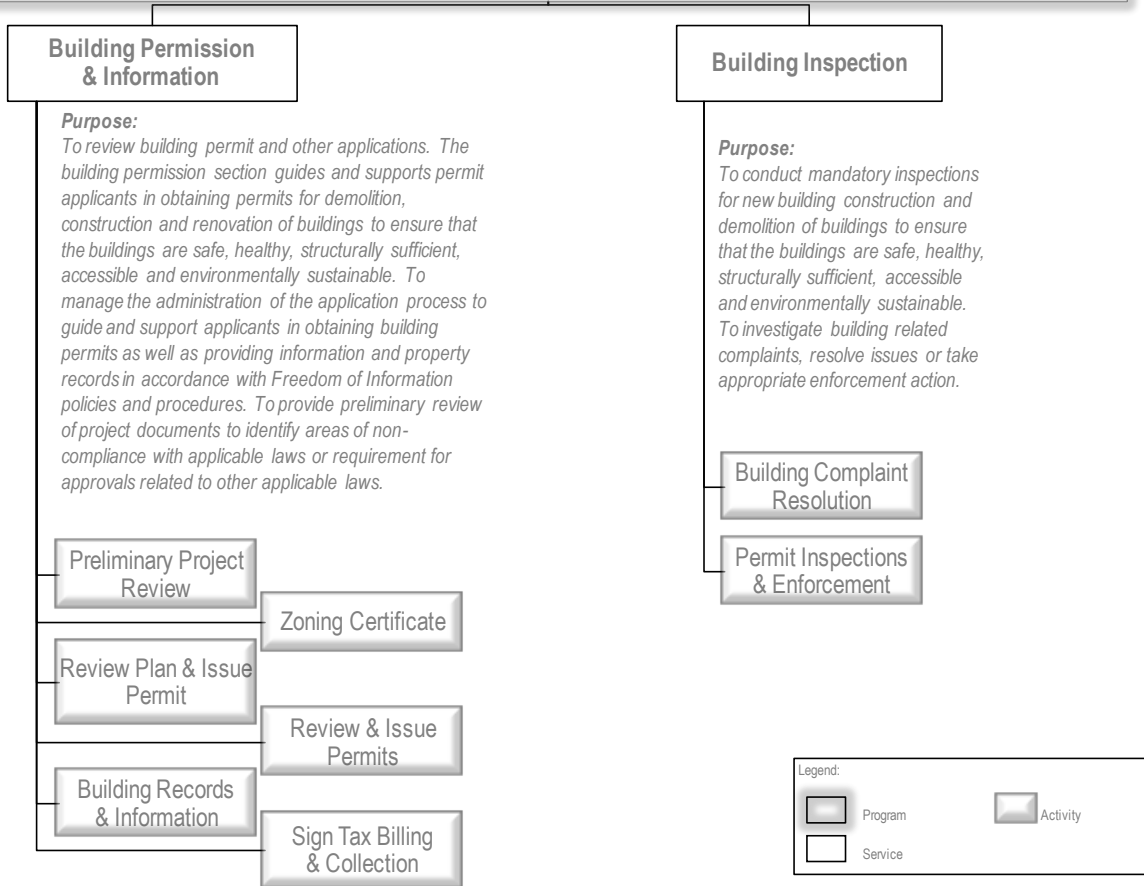 Building Permission
& Information
Purpose:
To review building permit and other applications. The
building permission section guides and supports permit
applicants in obtaining permits for demolition,
construction and renovation of buildings to ensure that
the buildings are safe, healthy, structurally sufficient,
accessible and environmentally sustainable. To
manage the administration of the application process to
guide and support applicants in obtaining building
permits as well as providing information and property
records in accordance with Freedom of Information
policies and procedures. To provide preliminary review
of project documents to identify areas of non-
compliance with applicable laws or requirement for
approvals related to other applicable laws.
Preliminary Project
Review
Zoning Certificate
Review Plan & Issue
Permit
Review & Issue
Permits
Building Records
& Information
Sign Tax Billing
& Collection
Building Inspection
Purpose:
To conduct mandatory inspections
for new building construction and
demolition of buildings to ensure
that the buildings are safe, healthy,
structurally sufficient, accessible
and environmentally sustainable.
To investigate building related
complaints, resolve issues or take
appropriate enforcement action.
Building Complaint
Resolution
Permit Inspections
& Enforcement
Legend:
Program
Activity
Service